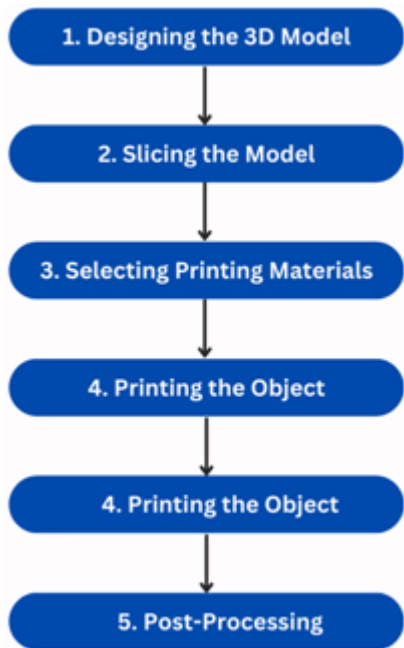 1. Designing the 3D Model
2. Slicing the Model
3. Selecting Printing Materials
4. Printing the Object
4. Printing the Object
5. Post-Processing